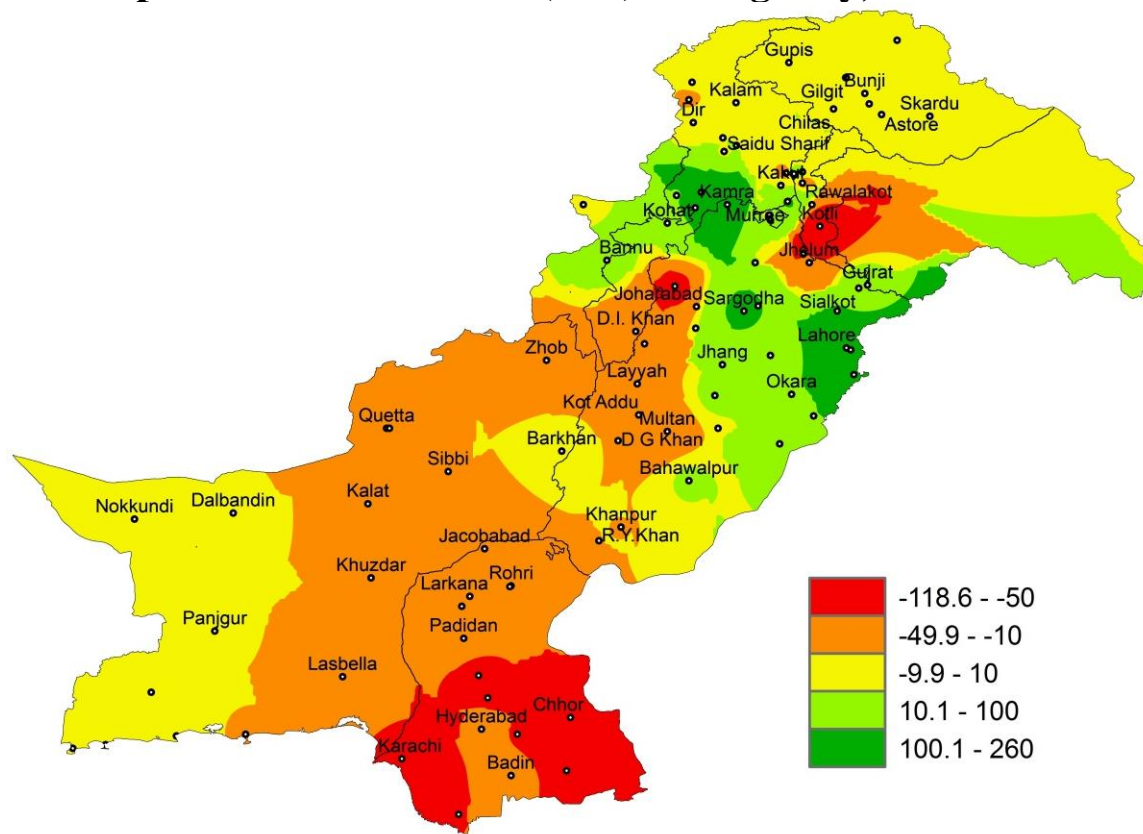 Gupis
Bunji
Kalam
Gilgit
Skardu
Dir
Chilas
Astore
Saidu Sharif
Kakul
Kamra
Rawalakot
Kohat
Murree
Kotli
Bannu
Jhelum
Gujrat
Joharabad
Sargodha
Sialkot
D.I. Khan
Lahore
Zhob
Jhang
Layyah
Okara
Kot Addu
Quetta
Multan
Barkhan
D G Khan
Sibbi
Bahawalpur
Nokkundi
Dalbandin
Kalat
Khanpur
Jacobabad
R.Y.Khan
Khuzdar
Larkana
Rohri
-118.6 - -50
Panjgur
Padidan
-49.9 - -10
Lasbella
-9.9 - 10
Hyderabad
Chhor
10.1 - 100
Karachi
Badin
100.1 - 260